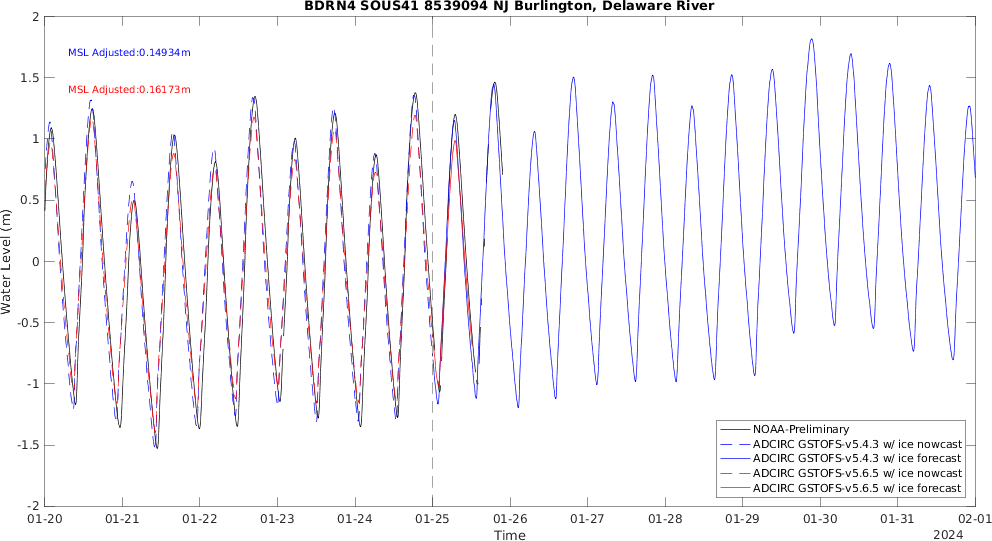 BDRN4 SOUS41 8539094 NJ Burlington, Delaware River
2
1.5
1
0.5
0
-0.5
-1
-1.5
-2
Water Level (m)
MSL Adjusted:0.14934m
MSL Adjusted:0.16173m
NOAA-Preliminary
ADCIRC GSTOFS-v5.4.3 w/ ice nowcast
ADCIRC GSTOFS-v5.4.3 w/ ice forecast
ADCIRC GSTOFS-v5.6.5 w/ ice nowcast
ADCIRC GSTOFS-v5.6.5 w/ ice forecast
01-20 01-21 01-22 01-23 01-24 01-25 01-26 01-27 01-28 01-29 01-30 01-31 02-01
Time
2024